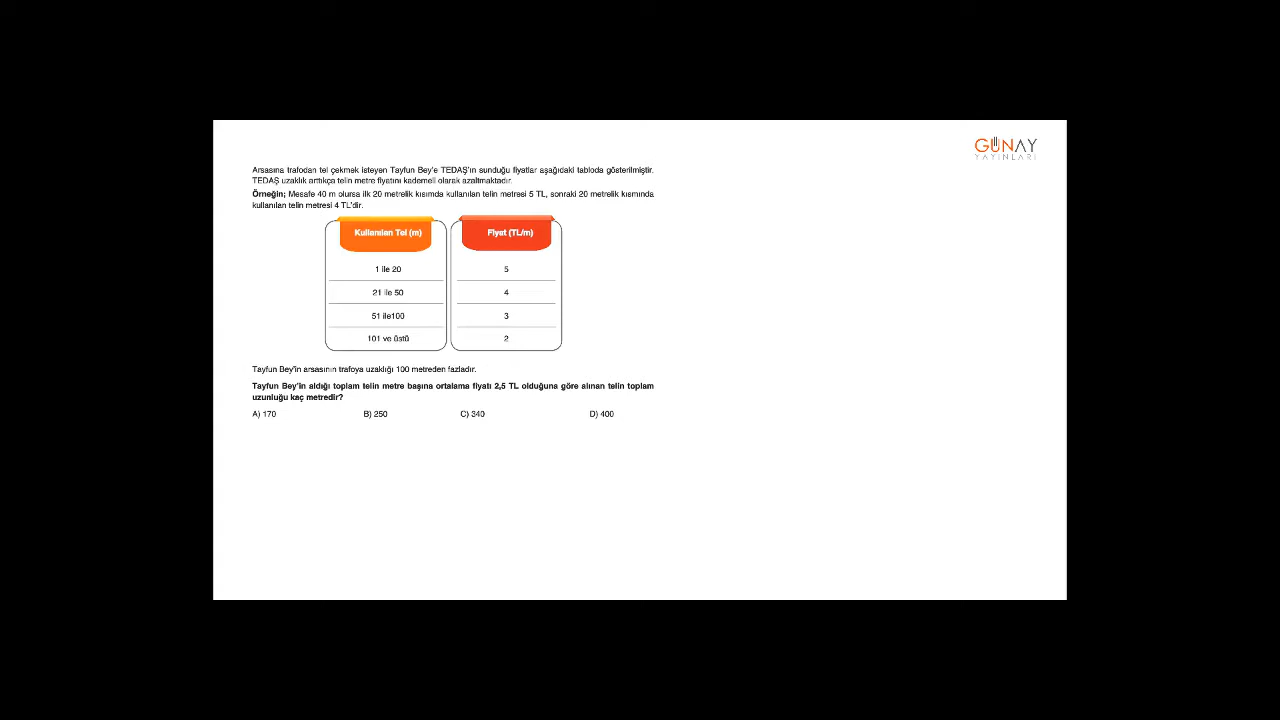 GÜNAY
YAYINLARI
Arsasına trafodan tel çekmek isteyen Tayfun Bey'e TEDAŞ'ın sunduğu fiyatlar aşağıdaki tabloda gösterilmiştir.
TEDAŞ uzaklık arttıkça telin metre fiyatını kademeli olarak azaltmaktadır.
Örneğin; Mesafe 40 m olursa ilk 20 metrelik kısımda kullanılan telin metresi 5 TL, sonraki 20 metrelik kısmında
kullanılan telin metresi 4 TL'dir.
Kullanılan Tel (m) Fiyat (TL/m)
1 ile 20 5
21 ile 50 4
51 ile100 3
101 ve üstü 2
Tayfun Bey'in arsasının trafoya uzaklığı 100 metreden fazladır.
Tayfun Bey'in aldığı toplam telin metre başına ortalama fiyatı 2,5 TL olduğuna göre alınan telin toplam
uzunluğu kaç metredir?
A) 170 B) 250 C) 340 D) 400